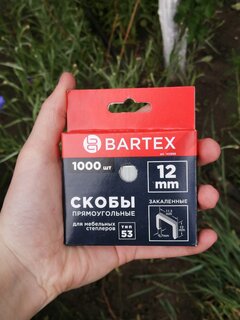 BARTEX
1000 шт
12
mm
СКОБЫ
ПРЯМОУГОЛЬНЫЕ
для мебельных
степлеров
ТИП
53
ЗАКАЛЕННЫЕ